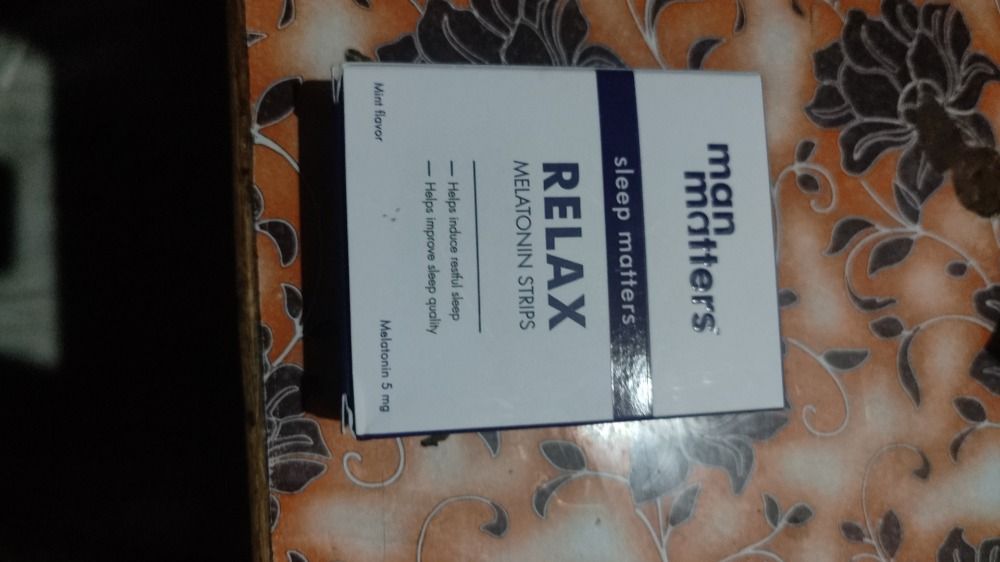 man
matters
sleep matters
RELAX
MELATONIN STRIPS
— Helps induce restful sleep
— Helps improve sleep quality
Mint flavor
Melatonin 5 mg